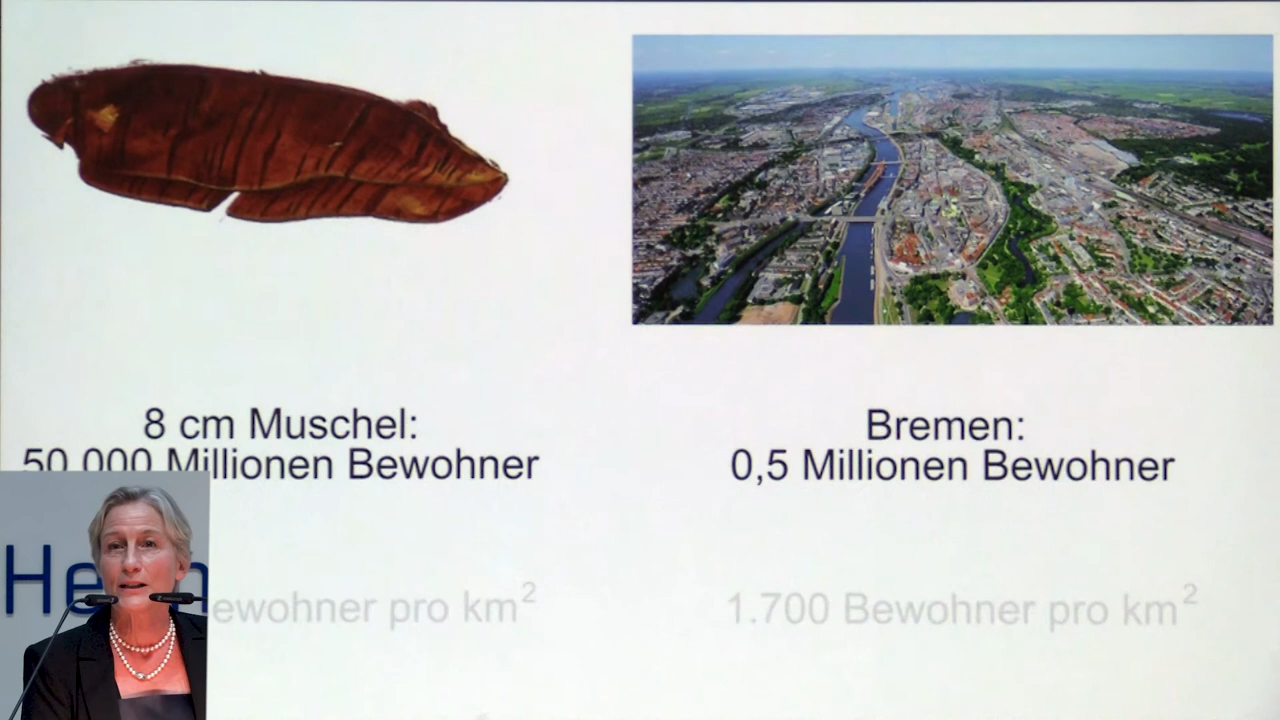 8 cm Muschel:
50.000 Millionen Bewohner
Bremen:
0,5 Millionen Bewohner
pro km²
1.700 Bewohner pro km²